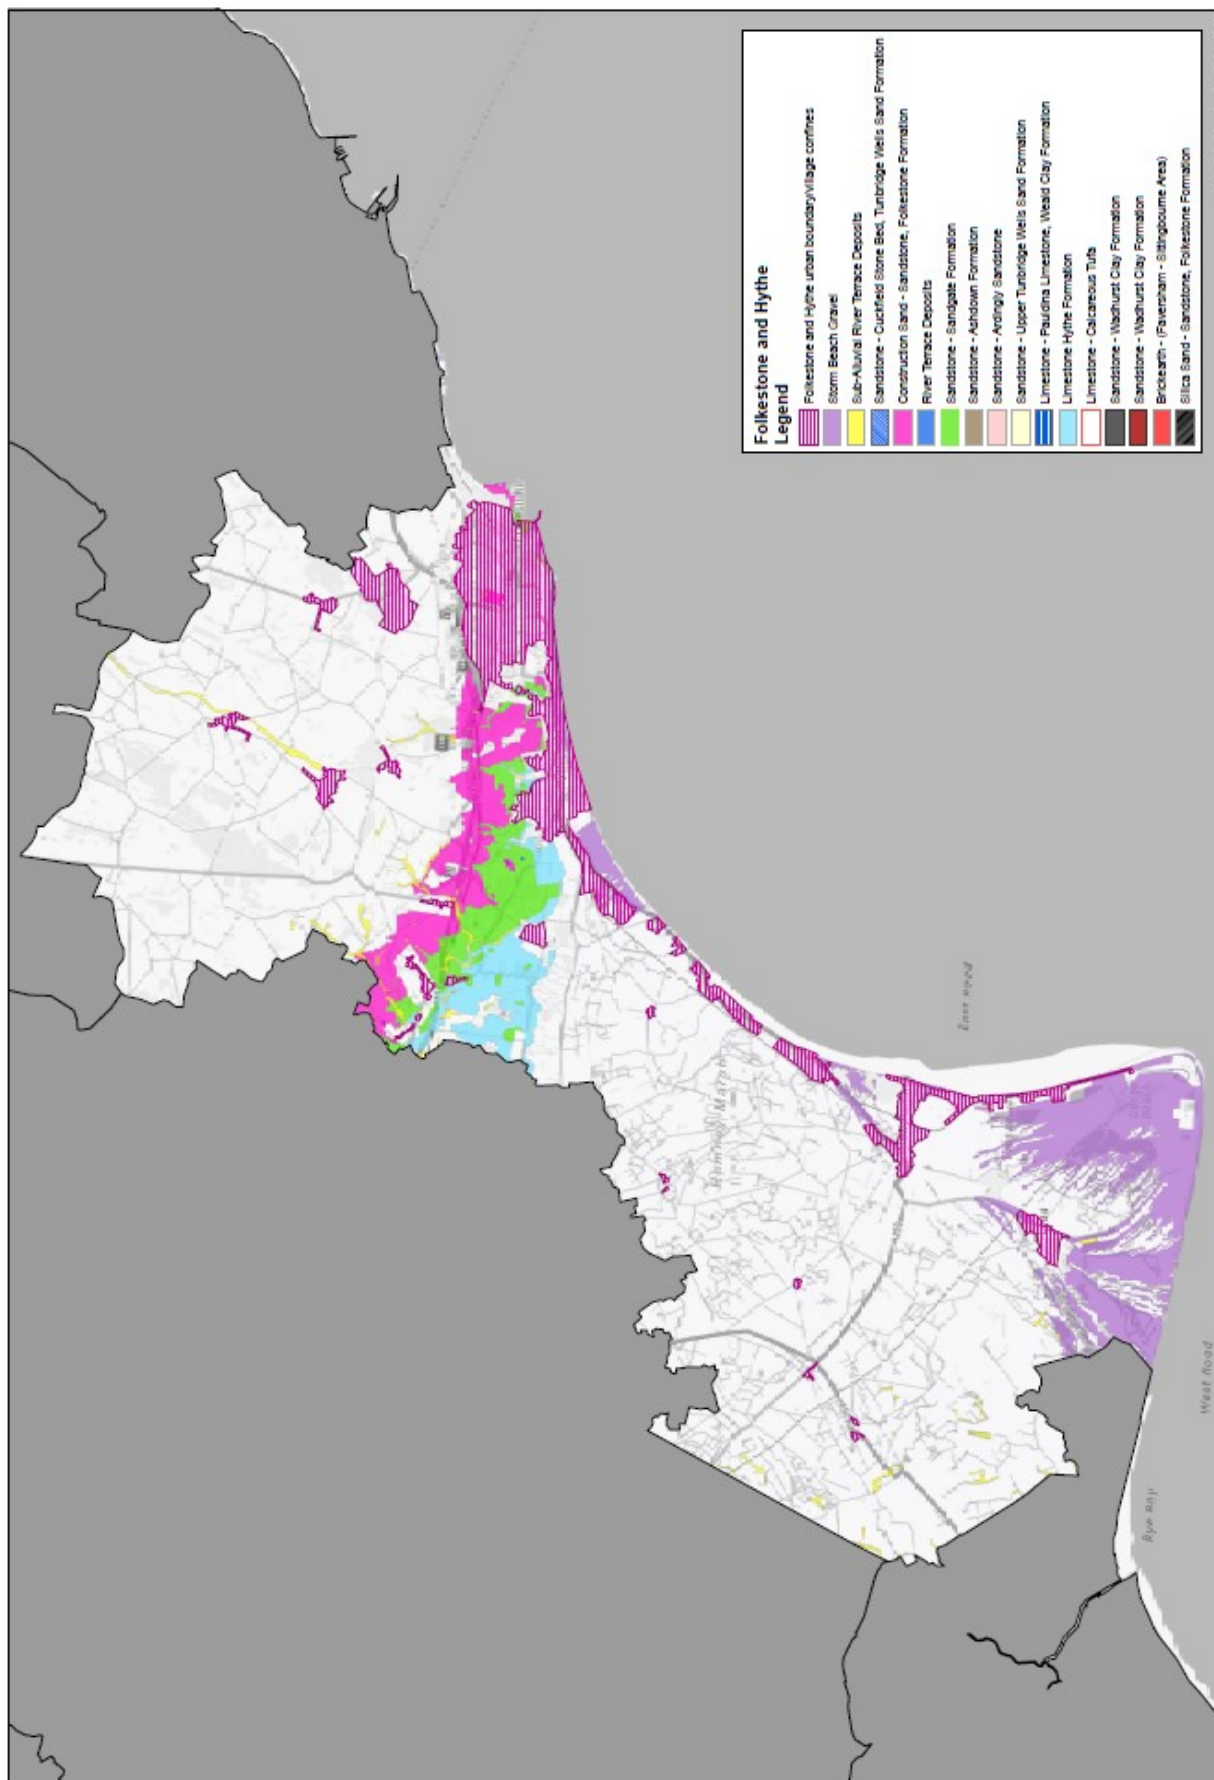 Folkestone and Hythe
Legend
Folkestone and Hythe urban boundary/village confines
Storm Beach Gravel
Sub-Alluvial River Terrace Deposits
Sandstone - Cuckfield Stone Bed, Tunbridge Wells Sand Formation
Construction Sand - Sandstone, Folkestone Formation
River Terrace Deposits
Sandstone - Sandgate Formation
Sandstone - Ashdown Formation
Sandstone - Ardingly Sandstone
Sandstone - Upper Tunbridge Wells Sand Formation
Limestone - Paludina Limestone, Weald Clay Formation
Limestone Hythe Formation
Limestone - Calcareous Tufa
Sandstone - Wadhurst Clay Formation
Sandstone - Wadhurst Clay Formation
Brickearth - (Faversham - Sittingbourne Area)
Silica Sand - Sandstone, Folkestone Formation
East Road
Romney Marsh
West Road
Rye Bay